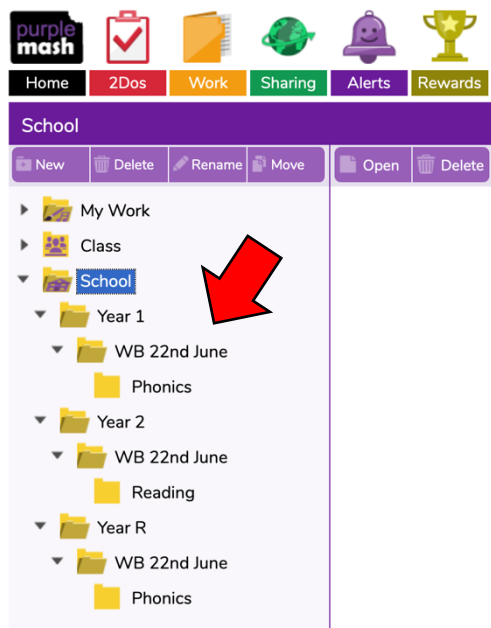 purple
mash
Home 2Dos Work Sharing Alerts Rewards
School
New Delete Rename Move Open Delete
My Work
Class
School
Year 1
WB 22nd June
Phonics
Year 2
WB 22nd June
Reading
Year R
WB 22nd June
Phonics